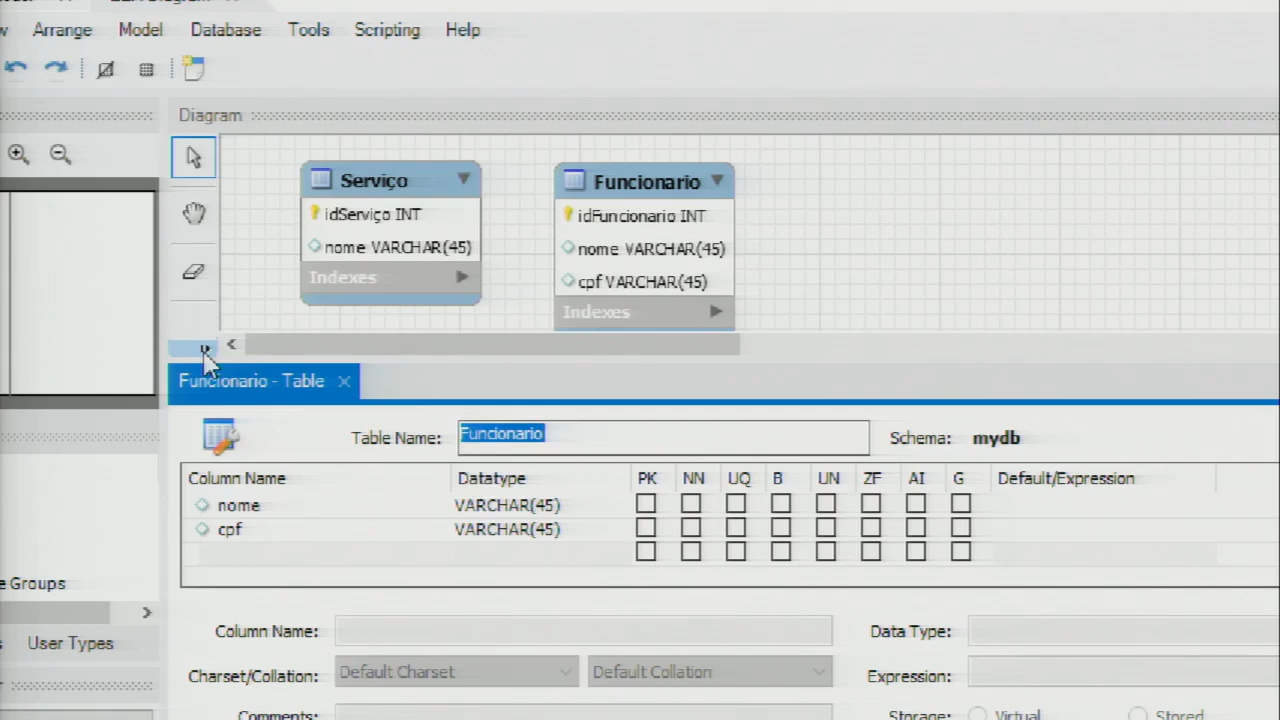 Arrange Model Database Tools Scripting Help
Diagram
Serviço
idServiço INT
nome VARCHAR(45)
Indexes
Funcionario
idFuncionario INT
nome VARCHAR(45)
cpf VARCHAR(45)
Indexes
Funcionario - Table
Table Name: Funcionario Schema: mydb
Column Name Datatype PK NN UQ B UN ZF AI G Default/Expression
nome VARCHAR(45)
cpf VARCHAR(45)
e Groups
User Types
Column Name: Data Type:
Charset/Collation: Default Charset Default Collation Expression:
Comments: Storage: Virtual Stored